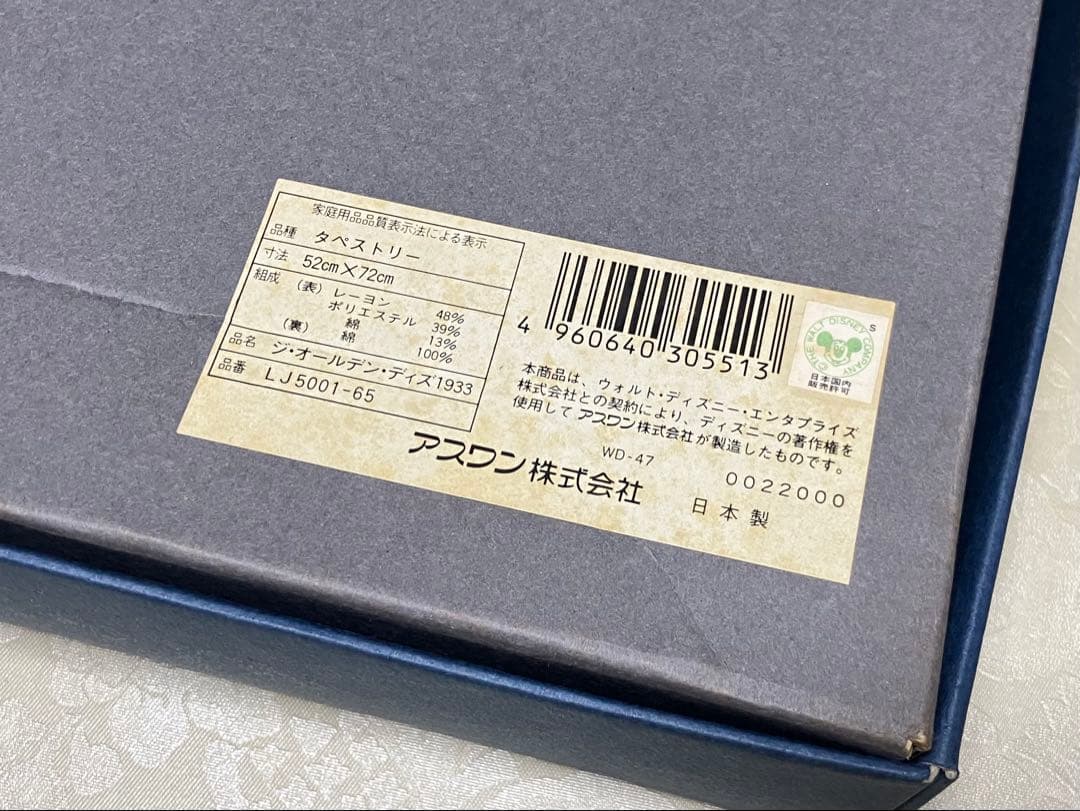 家庭用品品質表示法による表示
品種 タペストリー
寸法 52cm×72cm
組成 (表) レーヨン 48%
ポリエステル 39%
綿 13%
(裏) 綿 100%
品名 ジ・オールデン・ディズ1933
品番 LJ5001-65
4 960640 305513
S
© THE WALT DISNEY COMPANY
日本国内
販売許可
本商品は、ウォルト・ディズニー・エンタプライズ
株式会社との契約により、ディズニーの著作権を
使用して アスワン株式会社が製造したものです。
WD-47
0022000
アスワン株式会社
日本製